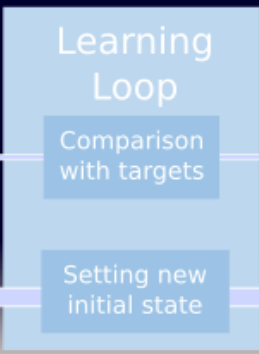 Learning
Loop
Comparison
with targets
Setting new
initial state